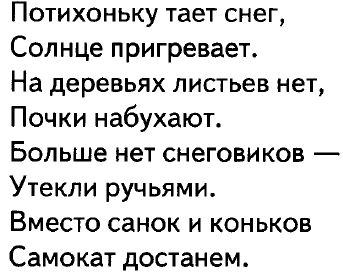 Потихоньку тает снег,
Солнце пригревает.
На деревьях листьев нет,
Почки набухают.
Больше нет снеговиков —
Утекли ручьями.
Вместо санок и коньков
Самокат достанем.